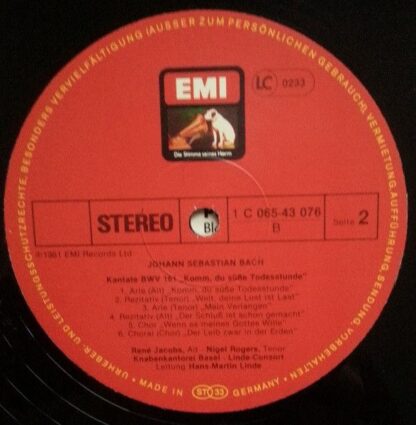 URHEBER- UND LEISTUNGSSCHUTZRECHTE, BESONDERS VERVIELFÄLTIGUNG (AUSSER ZUM PERSÖNLICHEN GEBRAUCH), VERMIETUNG, AUFFÜHRUNG, SENDUNG, VORBEHALTEN
EMI
LC 0233
Die Stimme seines Herrn
STEREO
1 C 065-43 076
B
Seite 2
1981 EMI Records Ltd
JOHANN SEBASTIAN BACH
Kantate BWV 161 „Komm, du süße Todesstunde"
1. Arie (Alt) „Komm, du süße Todesstunde"
2. Rezitativ (Tenor) „Welt, deine Lust ist Last"
3. Arie (Tenor) „Mein Verlangen"
4. Rezitativ (Alt) „Der Schluß ist schon gemacht"
5. Chor „Wenn es meines Gottes Wille"
6. Choral (Chor) „Der Leib zwar in der Erden"
René Jacobs, Alt - Nigel Rogers, Tenor
Knabenkantorei Basel - Linde-Consort
Leitung Hans-Martin Linde
MADE IN
ST 33
GERMANY